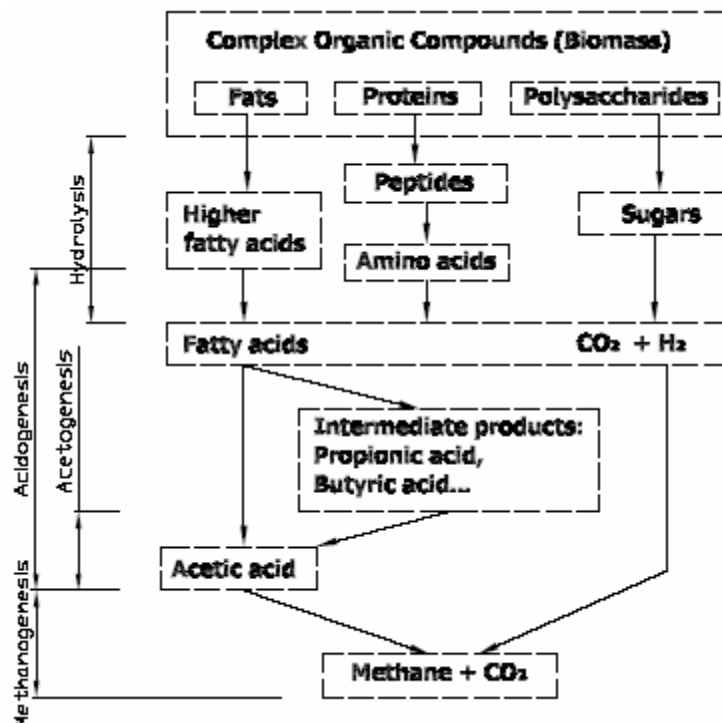 Complex Organic Compounds (Biomass)
Fats
Proteins
Polysaccharides
Hydrolysis
Peptides
Higher
fatty acids
Sugars
Amino acids
Acidogenesis
Fatty acids
CO₂ + H₂
Acetogenesis
Intermediate products:
Propionic acid,
Butyric acid...
Acetic acid
Methanogenesis
Methane + CO₂